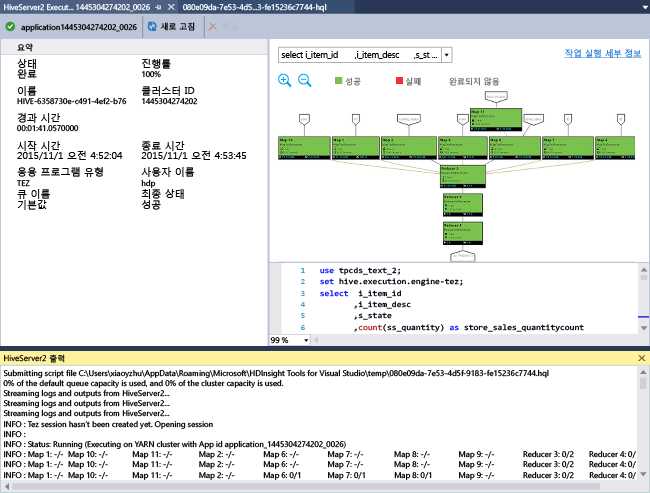 HiveServer2 Execut... 1445304274202_0026
080e09da-7e53-4d5...3-fe15236c7744-hql
application1445304274202_0026
새로 고침
취소
요약
상태 진행률
완료 100%
이름 클러스터 ID
HIVE-6358730e-c491-4ef2-b76 1445304274202
경과 시간
00:01:41.0570000
시작 시간 종료 시간
2015/11/1 오전 4:52:04 2015/11/1 오전 4:53:45
응용 프로그램 유형 사용자 이름
TEZ hdp
큐 이름 최종 상태
기본값 성공
select i_item_id ,i_item_desc ,s_st ...
작업 실행 세부 정보
성공 실패 완료되지 않음
Map 11
Map 10 Map 1 Map 2 Map 8 Map 9 Map 7 Map 6
Reducer 3
Reducer 4
Reducer 5
1 use tpcds_text_2;
2 set hive.execution.engine-tez;
3 select i_item_id
4 ,i_item_desc
5 ,s_state
6 ,count(ss_quantity) as store_sales_quantitycount
99 %
HiveServer2 출력
Submitting script file C:\Users\xiaoyzhu\AppData\Roaming\Microsoft\HDInsight Tools for Visual Studio\temp\080e09da-7e53-4d5f-9183-fe15236c7744.hql
0% of the default queue capacity is used, and 0% of the cluster capacity is used.
Streaming logs and outputs from HiveServer2...
Streaming logs and outputs from HiveServer2...
Streaming logs and outputs from HiveServer2...
INFO : Tez session hasn't been created yet. Opening session
INFO :
INFO : Status: Running (Executing on YARN cluster with App id application_1445304274202_0026)
INFO : Map 1: -/- Map 10: -/- Map 11: -/- Map 2: -/- Map 6: -/- Map 7: -/- Map 8: -/- Map 9: -/- Reducer 3: 0/2 Reducer 4: 0/
INFO : Map 1: -/- Map 10: -/- Map 11: -/- Map 2: -/- Map 6: -/- Map 7: -/- Map 8: -/- Map 9: -/- Reducer 3: 0/2 Reducer 4: 0/
INFO : Map 1: -/- Map 10: -/- Map 11: -/- Map 2: -/- Map 6: 0/1 Map 7: 0/1 Map 8: 0/1 Map 9: -/- Reducer 3: 0/2 Reducer 4: 0/